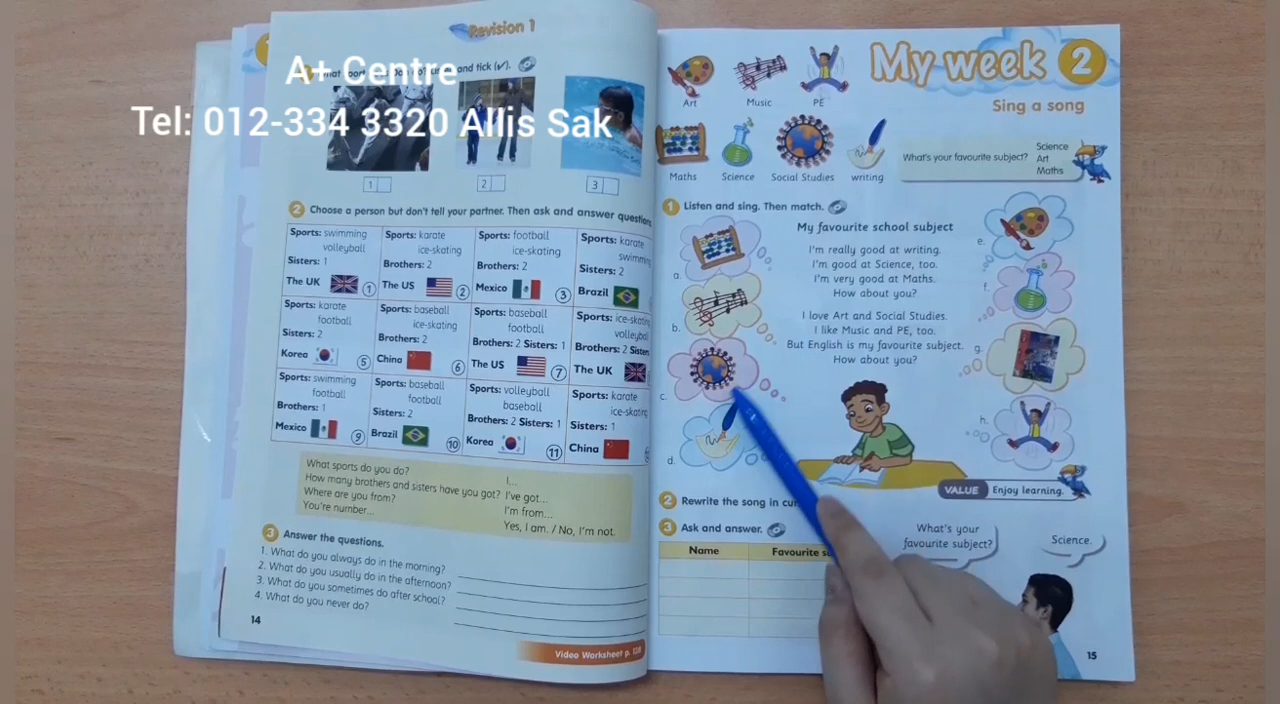 A+ Centre
Tel: 012-334 3320 Allis Sak
Revision 1
and tick (✓).
1
2
3
2 Choose a person but don't tell your partner. Then ask and answer questions
Sports: swimming
volleyball
Sisters: 1
The UK 1
Sports: karate
ice-skating
Brothers: 2
The US 2
Sports: football
ice-skating
Brothers: 2
Mexico 3
Sports: karate
swimming
Sisters: 2
Brazil
Sports: karate
football
Sisters: 2
Korea 5
Sports: baseball
ice-skating
Brothers: 2
China 6
Sports: baseball
football
Brothers: 2 Sisters: 1
The US 7
Sports: ice-skating
volleyball
Brothers: 2 Sisters
The UK
Sports: swimming
football
Brothers: 1
Mexico 9
Sports: baseball
football
Sisters: 2
Brazil 10
Sports: volleyball
baseball
Brothers: 2 Sisters: 1
Korea 11
Sports: karate
ice-skating
Sisters: 1
China
What sports do you do? I...
How many brothers and sisters have you got? I've got...
Where are you from? I'm from...
You're number... Yes, I am. / No, I'm not.
3 Answer the questions.
1. What do you always do in the morning?
2. What do you usually do in the afternoon?
3. What do you sometimes do after school?
4. What do you never do?
14
Video Worksheet p. 138
My week 2
Sing a song
Art Music PE
Maths Science Social Studies writing
What's your favourite subject?
Science
Art
Maths
1 Listen and sing. Then match.
My favourite school subject
I'm really good at writing.
I'm good at Science, too.
I'm very good at Maths.
How about you?
I love Art and Social Studies.
I like Music and PE, too.
But English is my favourite subject.
How about you?
a.
b.
c.
d.
e.
f.
g.
h.
VALUE Enjoy learning.
2 Rewrite the song in
3 Ask and answer.
Name Favourite
What's your
favourite subject?
Science.
15